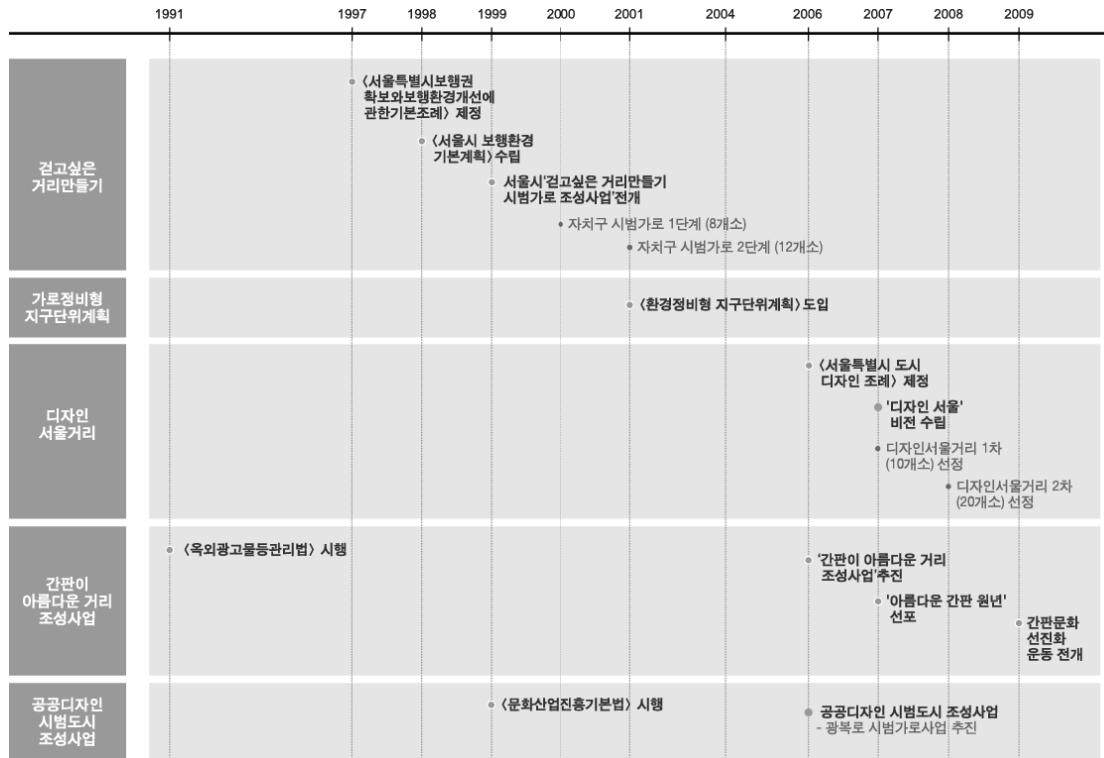 1991 1997 1998 1999 2000 2001 2004 2006 2007 2008 2009
걷고싶은
거리만들기
〈서울특별시보행권
확보와보행환경개선에
관한기본조례〉 제정
〈서울시 보행환경
기본계획〉수립
서울시'걷고싶은 거리만들기
시범가로 조성사업'전개
자치구 시범가로 1단계 (8개소)
자치구 시범가로 2단계 (12개소)
가로정비형
지구단위계획
〈환경정비형 지구단위계획〉도입
디자인
서울거리
〈서울특별시 도시
디자인 조례〉 제정
'디자인 서울'
비전 수립
디자인서울거리 1차
(10개소) 선정
디자인서울거리 2차
(20개소) 선정
간판이
아름다운 거리
조성사업
〈옥외광고물등관리법〉 시행
'간판이 아름다운 거리
조성사업'추진
'아름다운 간판 원년'
선포
간판문화
선진화
운동 전개
공공디자인
시범도시
조성사업
〈문화산업진흥기본법〉 시행
공공디자인 시범도시 조성사업
- 광복로 시범가로사업 추진